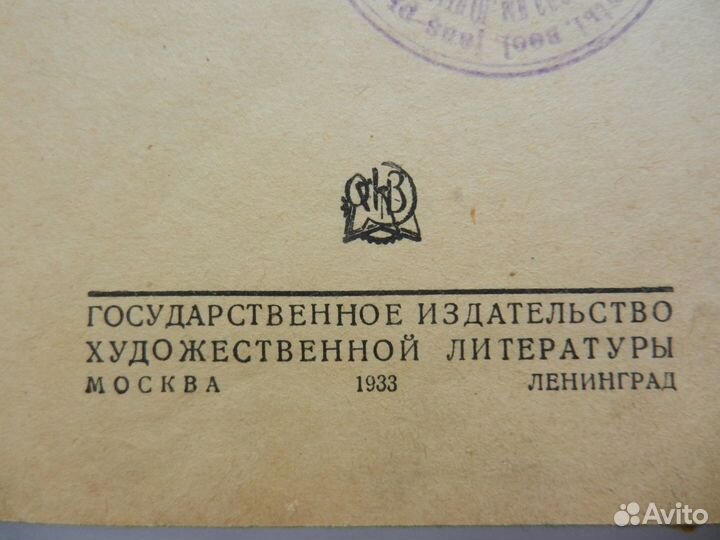 ГОСУДАРСТВЕННОЕ ИЗДАТЕЛЬСТВО
ХУДОЖЕСТВЕННОЙ ЛИТЕРАТУРЫ
МОСКВА 1933 ЛЕНИНГРАД
Avito